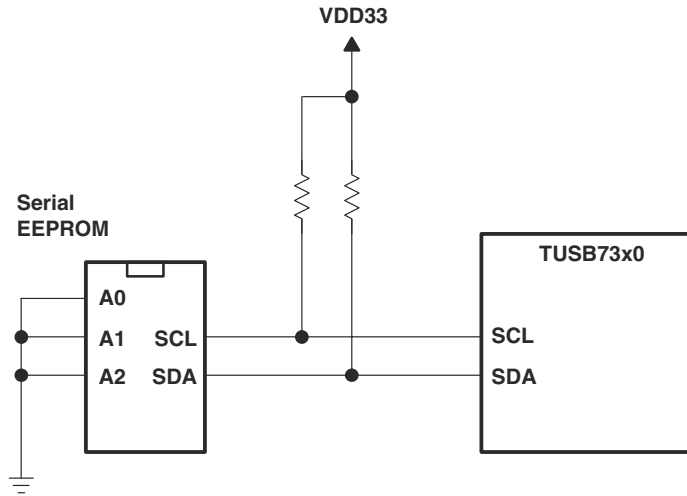 VDD33
Serial
EEPROM
TUSB73x0
A0
A1 SCL
SCL
A2 SDA
SDA